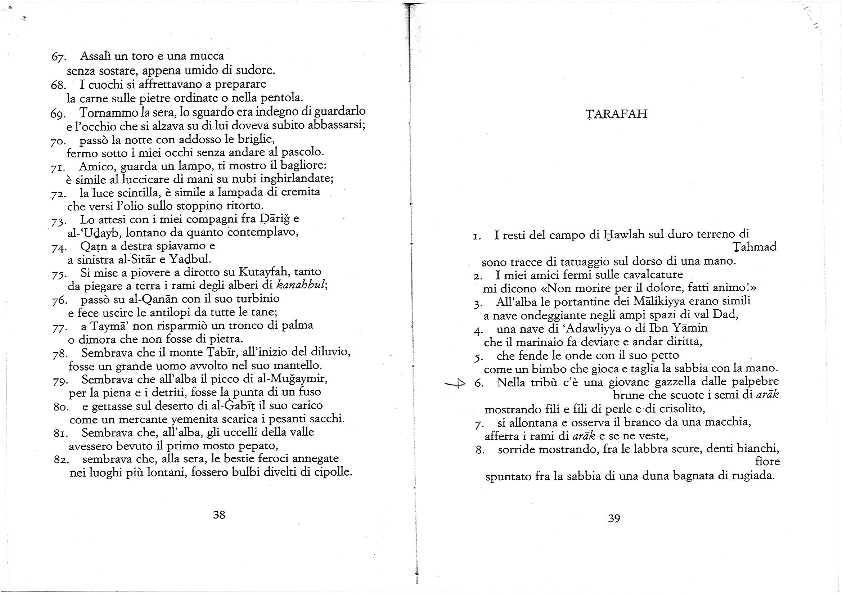 67. Assalì un toro e una mucca
senza sostare, appena umido di sudore.
68. I cuochi si affrettavano a preparare
la carne sulle pietre ordinate o nella pentola.
69. Tornammo la sera, lo sguardo era indegno di guardarlo
e l'occhio che si alzava su di lui doveva subito abbassarsi;
70. passò la notte con addosso le briglie,
fermo sotto i miei occhi senza andare al pascolo.
71. Amico, guarda un lampo, ti mostro il bagliore:
è simile al luccicare di mani su nubi inghirlandate;
72. la luce scintilla, è simile a lampada di eremita
che versi l'olio sullo stoppino ritorto.
73. Lo attesi con i miei compagni fra Ḍāriǧ e
al-ʿUḏayb, lontano da quanto contemplavo,
74. Qaṭn a destra spiavamo e
a sinistra al-Sitār e Yaḏbul.
75. Si mise a piovere a dirotto su Kutayfah, tanto
da piegare a terra i rami degli alberi di kanahbul;
76. passò su al-Qanān con il suo turbinio
e fece uscire le antilopi da tutte le tane;
77. a Taymā' non risparmiò un tronco di palma
o dimora che non fosse di pietra.
78. Sembrava che il monte Ṯabīr, all'inizio del diluvio,
fosse un grande uomo avvolto nel suo mantello.
79. Sembrava che all'alba il picco di al-Muǧaymir,
per la piena e i detriti, fosse la punta di un fuso
80. e gettasse sul deserto di al-Ġabīṭ il suo carico
come un mercante yemenita scarica i pesanti sacchi.
81. Sembrava che, all'alba, gli uccelli della valle
avessero bevuto il primo mosto pepato,
82. sembrava che, alla sera, le bestie feroci annegate
nei luoghi più lontani, fossero bulbi divelti di cipolle.
38
ṬARAFAH
1. I resti del campo di Ḫawlah sul duro terreno di
Ṯahmad
sono tracce di tatuaggio sul dorso di una mano.
2. I miei amici fermi sulle cavalcature
mi dicono «Non morire per il dolore, fatti animo!»
3. All'alba le portantine dei Mālikiyya erano simili
a nave ondeggiante negli ampi spazi di val Dad,
4. una nave di ʿAdawliyya o di Ibn Yāmin
che il marinaio fa deviare e andar diritta,
5. che fende le onde con il suo petto
come un bimbo che gioca e taglia la sabbia con la mano.
6. Nella tribù c'è una giovane gazzella dalle palpebre
brune che scuote i semi di arāk
mostrando fili e fili di perle e di crisolito,
7. si allontana e osserva il branco da una macchia,
afferra i rami di arāk e se ne veste,
8. sorride mostrando, fra le labbra scure, denti bianchi,
fiore
spuntato fra la sabbia di una duna bagnata di rugiada.
39